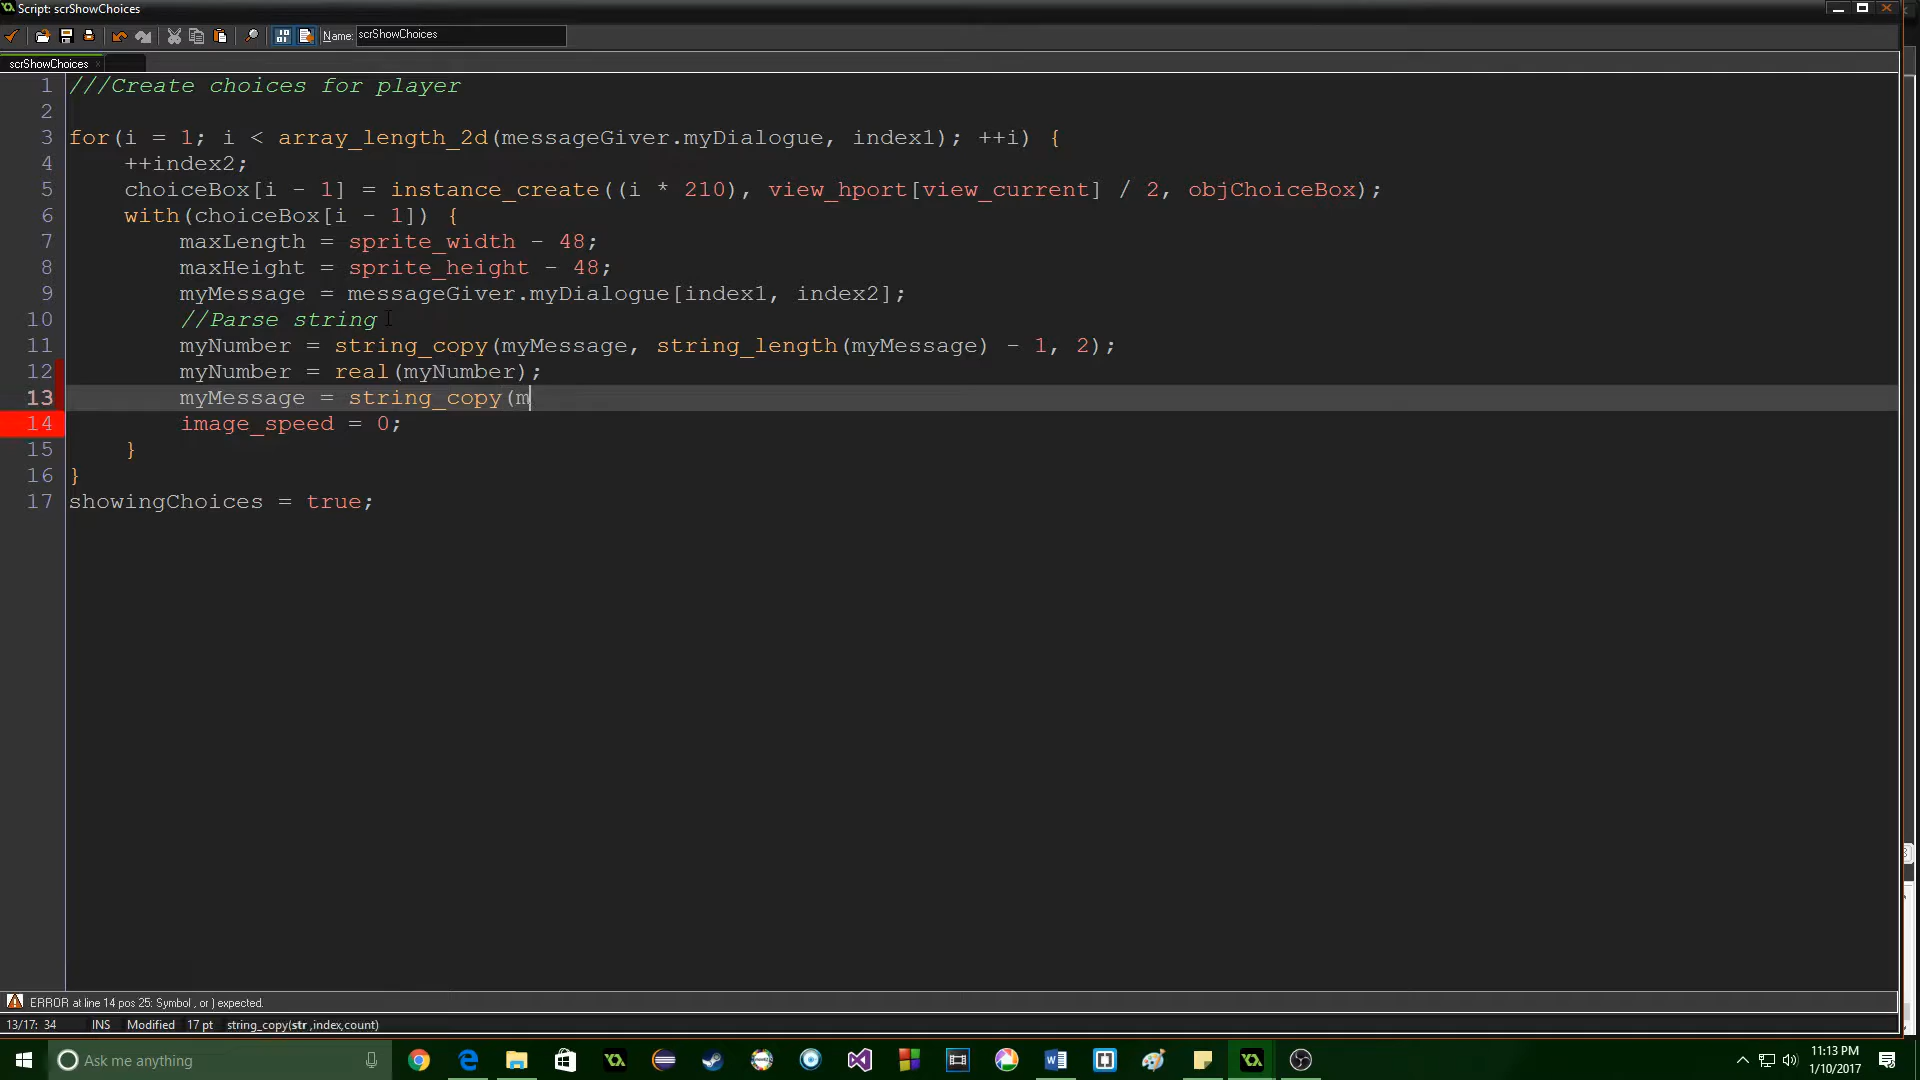 Script: scrShowChoices
Name: scrShowChoices
scrShowChoices
1 ///Create choices for player
2
3 for(i = 1; i < array_length_2d(messageGiver.myDialogue, index1); ++i) {
4 ++index2;
5 choiceBox[i - 1] = instance_create((i * 210), view_hport[view_current] / 2, objChoiceBox);
6 with(choiceBox[i - 1]) {
7 maxLength = sprite_width - 48;
8 maxHeight = sprite_height - 48;
9 myMessage = messageGiver.myDialogue[index1, index2];
10 //Parse string
11 myNumber = string_copy(myMessage, string_length(myMessage) - 1, 2);
12 myNumber = real(myNumber);
13 myMessage = string_copy(m
14 image_speed = 0;
15 }
16 }
17 showingChoices = true;
ERROR at line 14 pos 25: Symbol , or ) expected.
13/17: 34 INS Modified 17 pt string_copy(str ,index,count)
Ask me anything
11:13 PM
1/10/2017